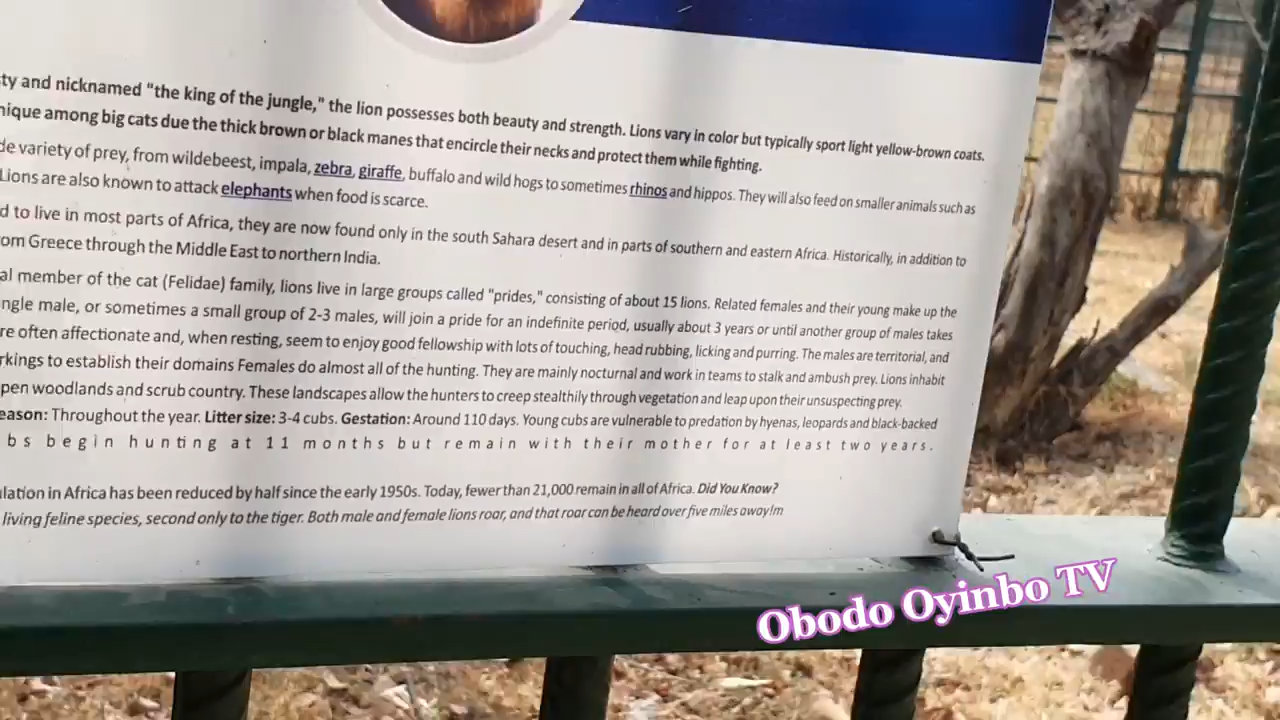 ty and nicknamed "the king of the jungle," the lion possesses both beauty and strength. Lions vary in color but typically sport light yellow-brown coats.
nique among big cats due the thick brown or black manes that encircle their necks and protect them while fighting.
de variety of prey, from wildebeest, impala, zebra, giraffe, buffalo and wild hogs to sometimes rhinos and hippos. They will also feed on smaller animals such as
Lions are also known to attack elephants when food is scarce.
d to live in most parts of Africa, they are now found only in the south Sahara desert and in parts of southern and eastern Africa. Historically, in addition to
om Greece through the Middle East to northern India.
al member of the cat (Felidae) family, lions live in large groups called "prides," consisting of about 15 lions. Related females and their young make up the
ngle male, or sometimes a small group of 2-3 males, will join a pride for an indefinite period, usually about 3 years or until another group of males takes
re often affectionate and, when resting, seem to enjoy good fellowship with lots of touching, head rubbing, licking and purring. The males are territorial, and
rkings to establish their domains Females do almost all of the hunting. They are mainly nocturnal and work in teams to stalk and ambush prey. Lions inhabit
pen woodlands and scrub country. These landscapes allow the hunters to creep stealthily through vegetation and leap upon their unsuspecting prey.
eason: Throughout the year. Litter size: 3-4 cubs. Gestation: Around 110 days. Young cubs are vulnerable to predation by hyenas, leopards and black-backed
bs begin hunting at 11 months but remain with their mother for at least two years.
lation in Africa has been reduced by half since the early 1950s. Today, fewer than 21,000 remain in all of Africa. Did You Know?
living feline species, second only to the tiger. Both male and female lions roar, and that roar can be heard over five miles away!m
Obodo Oyinbo TV